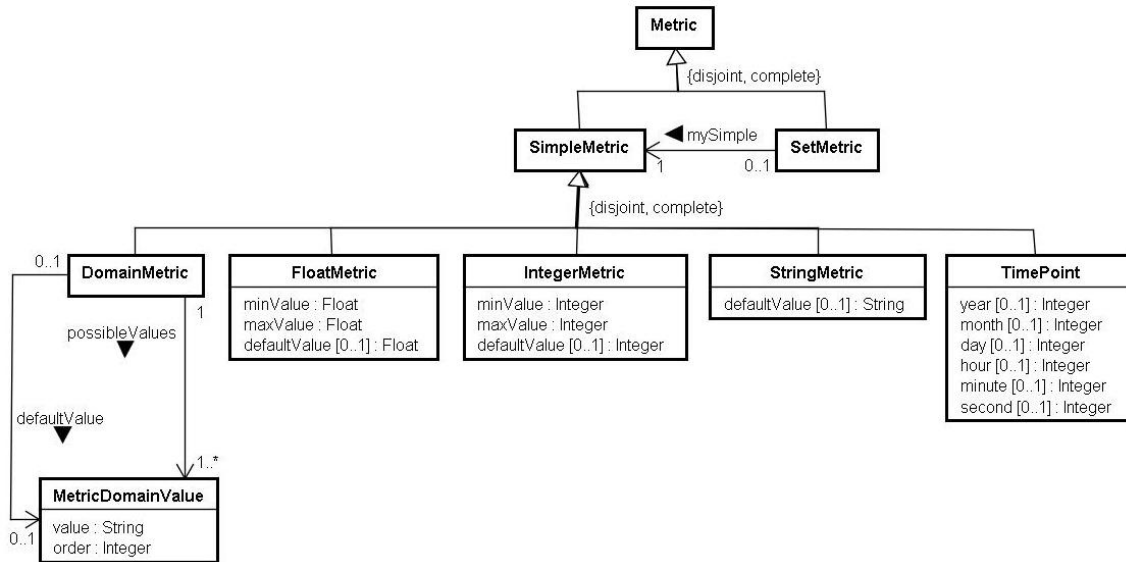 Metric
{disjoint, complete}
SimpleMetric
mySimple
SetMetric
1
0..1
{disjoint, complete}
0..1
DomainMetric
FloatMetric
minValue : Float
maxValue : Float
defaultValue [0..1] : Float
IntegerMetric
minValue : Integer
maxValue : Integer
defaultValue [0..1] : Integer
StringMetric
defaultValue [0..1] : String
TimePoint
year [0..1] : Integer
month [0..1] : Integer
day [0..1] : Integer
hour [0..1] : Integer
minute [0..1] : Integer
second [0..1] : Integer
1
possibleValues
defaultValue
1..*
MetricDomainValue
value : String
order : Integer
0..1